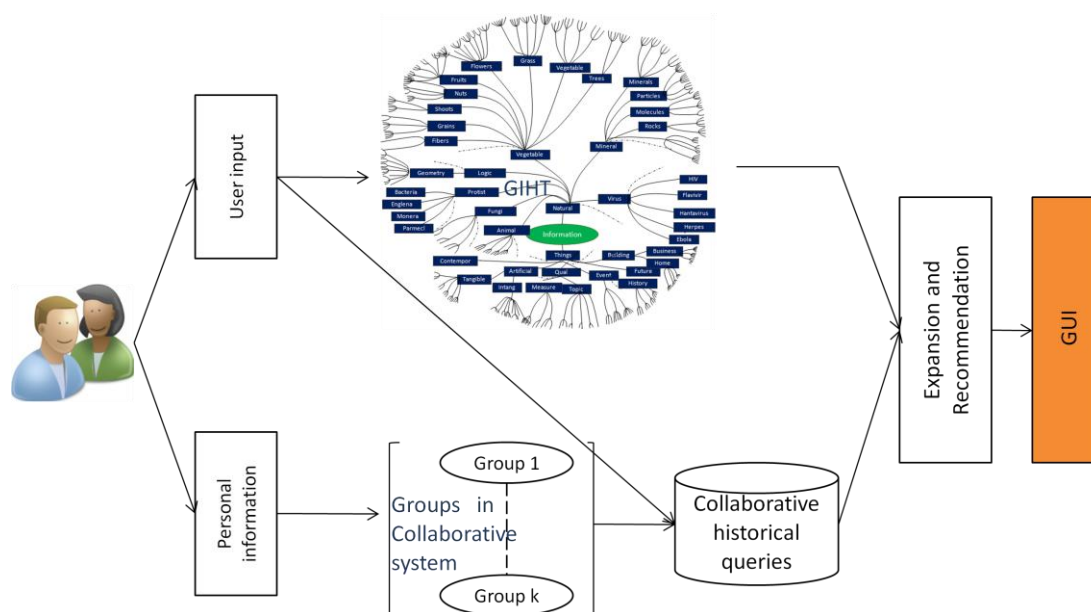 User input
Flowers
Grass
Vegetable
Trees
Fruits
Nuts
Shoots
Grains
Fibers
Minerals
Particles
Molecules
Rocks
Vegetable
Mineral
Geometry
Logic
GIHT
Bacteria
Protist
Englena
Monera
Parmecl
Fungi
Animal
Natural
Virus
HIV
Flavivir
Hantavirus
Herpes
Ebola
Information
Things
Contempor
Tangible
Artificial
Intang
Qual
Measure
Topic
Event
Building
Business
Home
Future
History
Personal
information
Groups in
Collaborative
system
Group 1
Group k
Collaborative
historical
queries
Expansion and
Recommendation
GUI